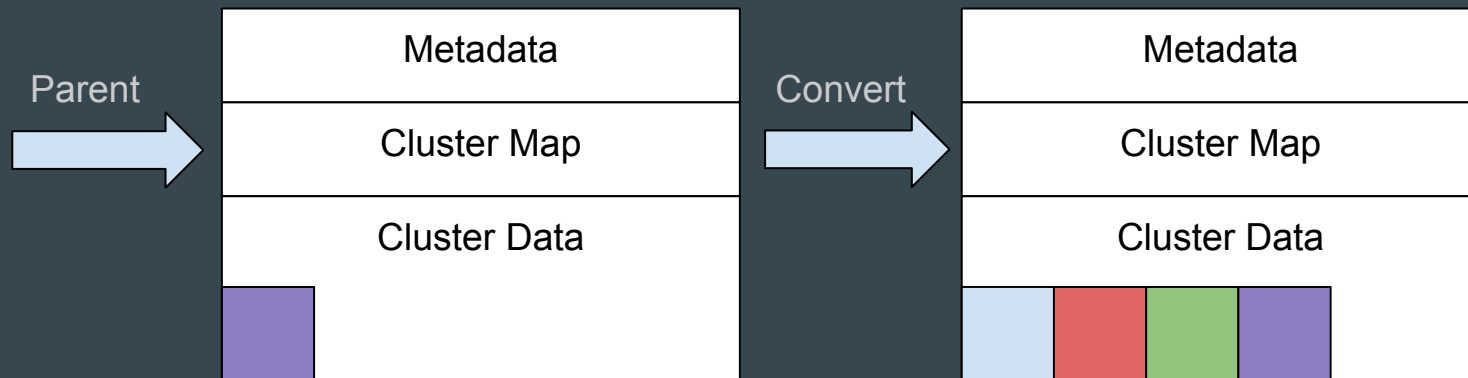 Parent
Metadata
Cluster Map
Cluster Data
Convert
Metadata
Cluster Map
Cluster Data